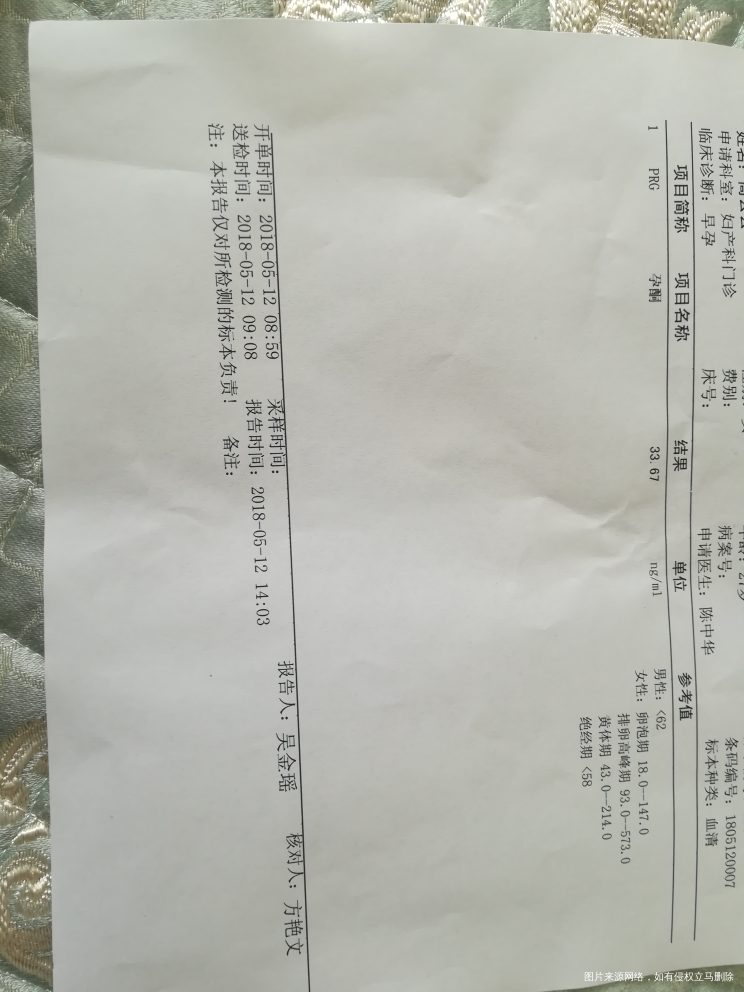 申请科室：妇产科门诊 费别： 病案号： 条码编号：1805120007
临床诊断：早孕 床号： 申请医生：陈中华 标本种类：血清
项目简称 项目名称 结果 单位 参考值
1 PRG 孕酮 33.67 ng/ml 男性：<62
女性：卵泡期 18.0--147.0
排卵高峰期 93.0--573.0
黄体期 43.0--214.0
绝经期 <58
报告人：吴金瑶 核对人：方艳文
开单时间：2018-05-12 08:59 采样时间：
送检时间：2018-05-12 09:08 报告时间：2018-05-12 14:03
注：本报告仅对所检测的标本负责！ 备注：
图片来源网络，如有侵权立马删除